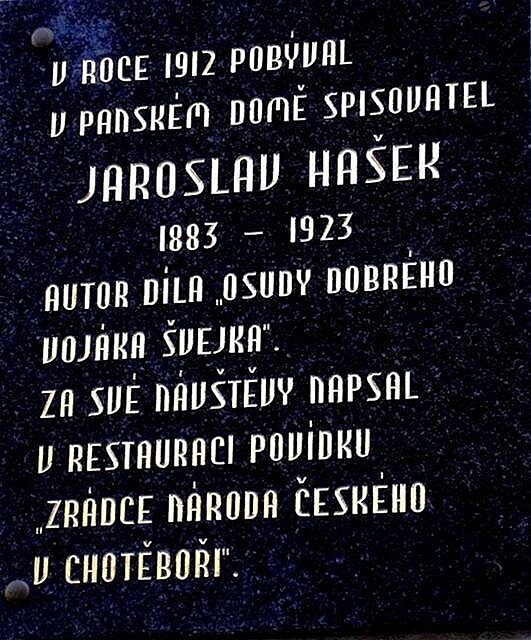 V ROCE 1912 POBÝVAL
V PANSKÉM DOMĚ SPISOVATEL
JAROSLAV HAŠEK
1883 – 1923
AUTOR DÍLA „OSUDY DOBRÉHO
VOJÁKA ŠVEJKA".
ZA SVÉ NÁVŠTĚVY NAPSAL
V RESTAURACI POVÍDKU
„ZRÁDCE NÁRODA ČESKÉHO
V CHOTĚBOŘI".